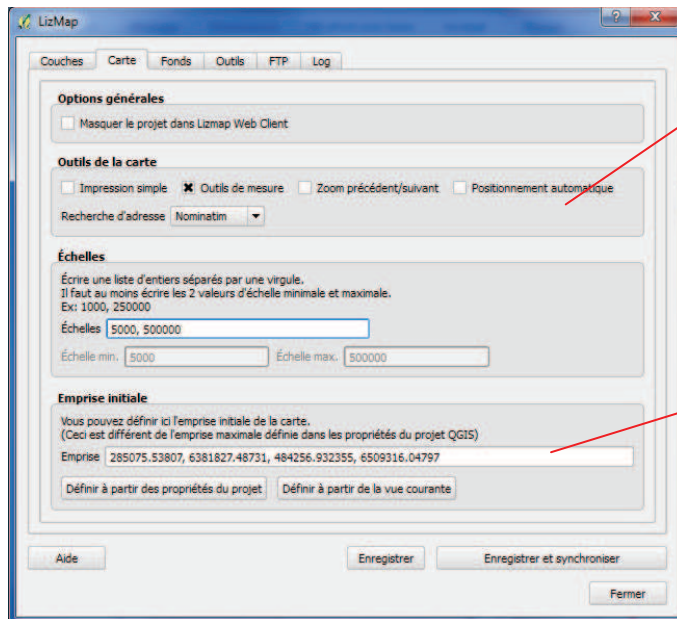 LizMap
Couches Carte Fonds Outils FTP Log
Options générales
Masquer le projet dans Lizmap Web Client
Outils de la carte
Impression simple Outils de mesure Zoom précédent/suivant Positionnement automatique
Recherche d'adresse Nominatim
Échelles
Écrire une liste d'entiers séparés par une virgule.
Il faut au moins écrire les 2 valeurs d'échelle minimale et maximale.
Ex: 1000, 250000
Échelles 5000, 500000
Échelle min. 5000 Échelle max. 500000
Emprise initiale
Vous pouvez définir ici l'emprise initiale de la carte.
(Ceci est différent de l'emprise maximale définie dans les propriétés du projet QGIS)
Emprise 285075.53807, 6381827.48731, 484256.932355, 6509316.04797
Définir à partir des propriétés du projet Définir à partir de la vue courante
Aide Enregistrer Enregistrer et synchroniser
Fermer